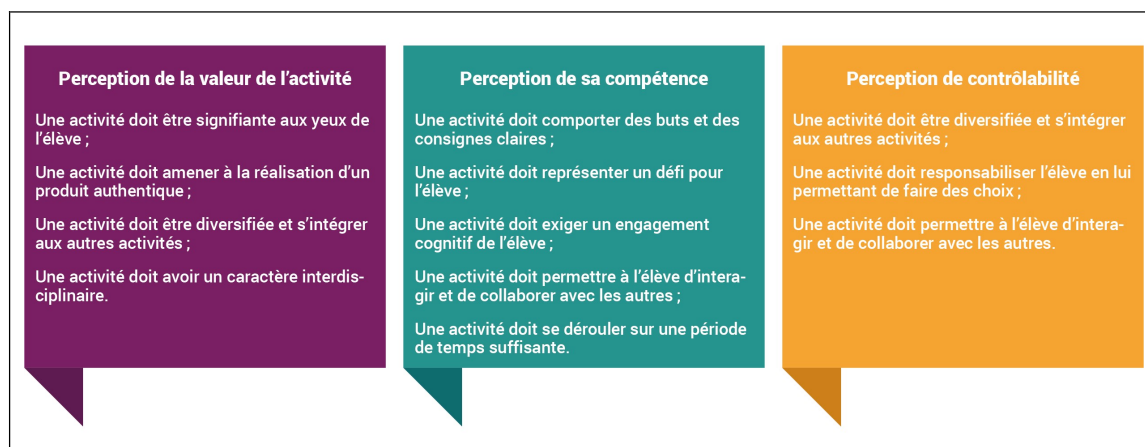 Perception de la valeur de l’activité
Une activité doit être signifiante aux yeux de
l’élève ;
Une activité doit amener à la réalisation d’un
produit authentique ;
Une activité doit être diversifiée et s’intégrer
aux autres activités ;
Une activité doit avoir un caractère interdis-
ciplinaire.
Perception de sa compétence
Une activité doit comporter des buts et des
consignes claires ;
Une activité doit représenter un défi pour
l’élève ;
Une activité doit exiger un engagement
cognitif de l’élève ;
Une activité doit permettre à l’élève d’intera-
gir et de collaborer avec les autres ;
Une activité doit se dérouler sur une période
de temps suffisante.
Perception de contrôlabilité
Une activité doit être diversifiée et s’intégrer
aux autres activités ;
Une activité doit responsabiliser l’élève en lui
permettant de faire des choix ;
Une activité doit permettre à l’élève d’intera-
gir et de collaborer avec les autres.